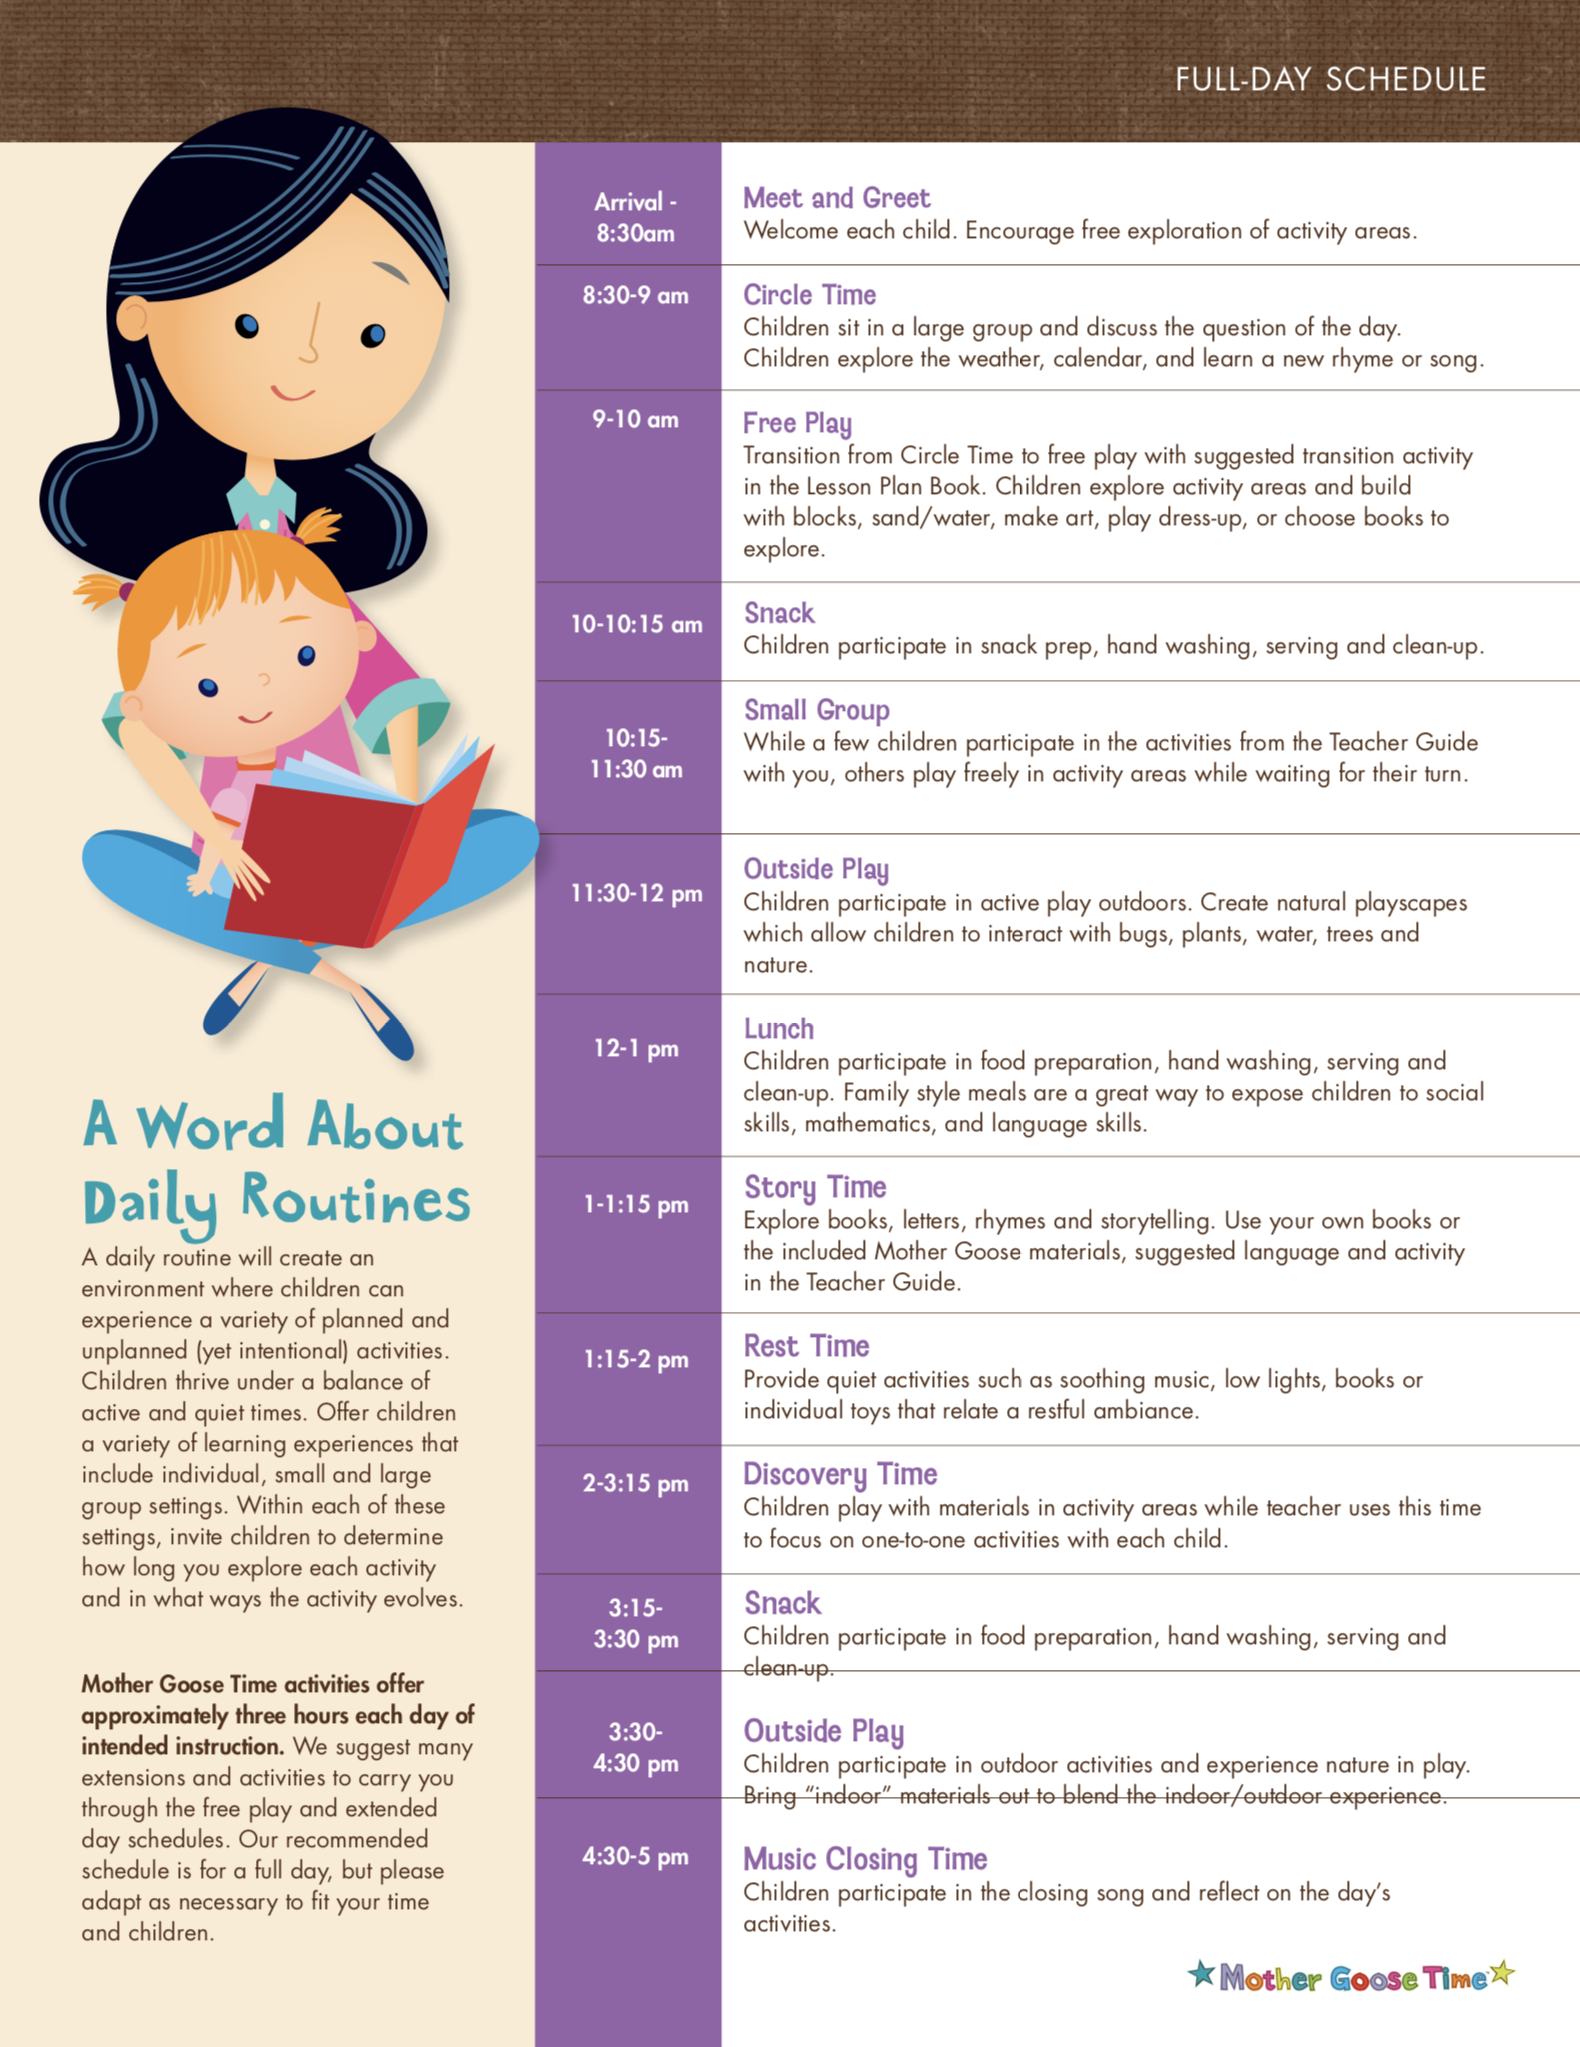 FULL-DAY SCHEDULE
A Word About
Daily Routines
A daily routine will create an
environment where children can
experience a variety of planned and
unplanned (yet intentional) activities.
Children thrive under a balance of
active and quiet times. Offer children
a variety of learning experiences that
include individual, small and large
group settings. Within each of these
settings, invite children to determine
how long you explore each activity
and in what ways the activity evolves.
Mother Goose Time activities offer
approximately three hours each day of
intended instruction. We suggest many
extensions and activities to carry you
through the free play and extended
day schedules. Our recommended
schedule is for a full day, but please
adapt as necessary to fit your time
and children.
Arrival -
8:30am
Meet and Greet
Welcome each child. Encourage free exploration of activity areas.
8:30-9 am
Circle Time
Children sit in a large group and discuss the question of the day.
Children explore the weather, calendar, and learn a new rhyme or song.
9-10 am
Free Play
Transition from Circle Time to free play with suggested transition activity
in the Lesson Plan Book. Children explore activity areas and build
with blocks, sand/water, make art, play dress-up, or choose books to
explore.
10-10:15 am
Snack
Children participate in snack prep, hand washing, serving and clean-up.
10:15-
11:30 am
Small Group
While a few children participate in the activities from the Teacher Guide
with you, others play freely in activity areas while waiting for their turn.
11:30-12 pm
Outside Play
Children participate in active play outdoors. Create natural playscapes
which allow children to interact with bugs, plants, water, trees and
nature.
12-1 pm
Lunch
Children participate in food preparation, hand washing, serving and
clean-up. Family style meals are a great way to expose children to social
skills, mathematics, and language skills.
1-1:15 pm
Story Time
Explore books, letters, rhymes and storytelling. Use your own books or
the included Mother Goose materials, suggested language and activity
in the Teacher Guide.
1:15-2 pm
Rest Time
Provide quiet activities such as soothing music, low lights, books or
individual toys that relate a restful ambiance.
2-3:15 pm
Discovery Time
Children play with materials in activity areas while teacher uses this time
to focus on one-to-one activities with each child.
3:15-
3:30 pm
Snack
Children participate in food preparation, hand washing, serving and
clean-up.
3:30-
4:30 pm
Outside Play
Children participate in outdoor activities and experience nature in play.
Bring “indoor” materials out to blend the indoor/outdoor experience.
4:30-5 pm
Music Closing Time
Children participate in the closing song and reflect on the day’s
activities.
Mother Goose Time